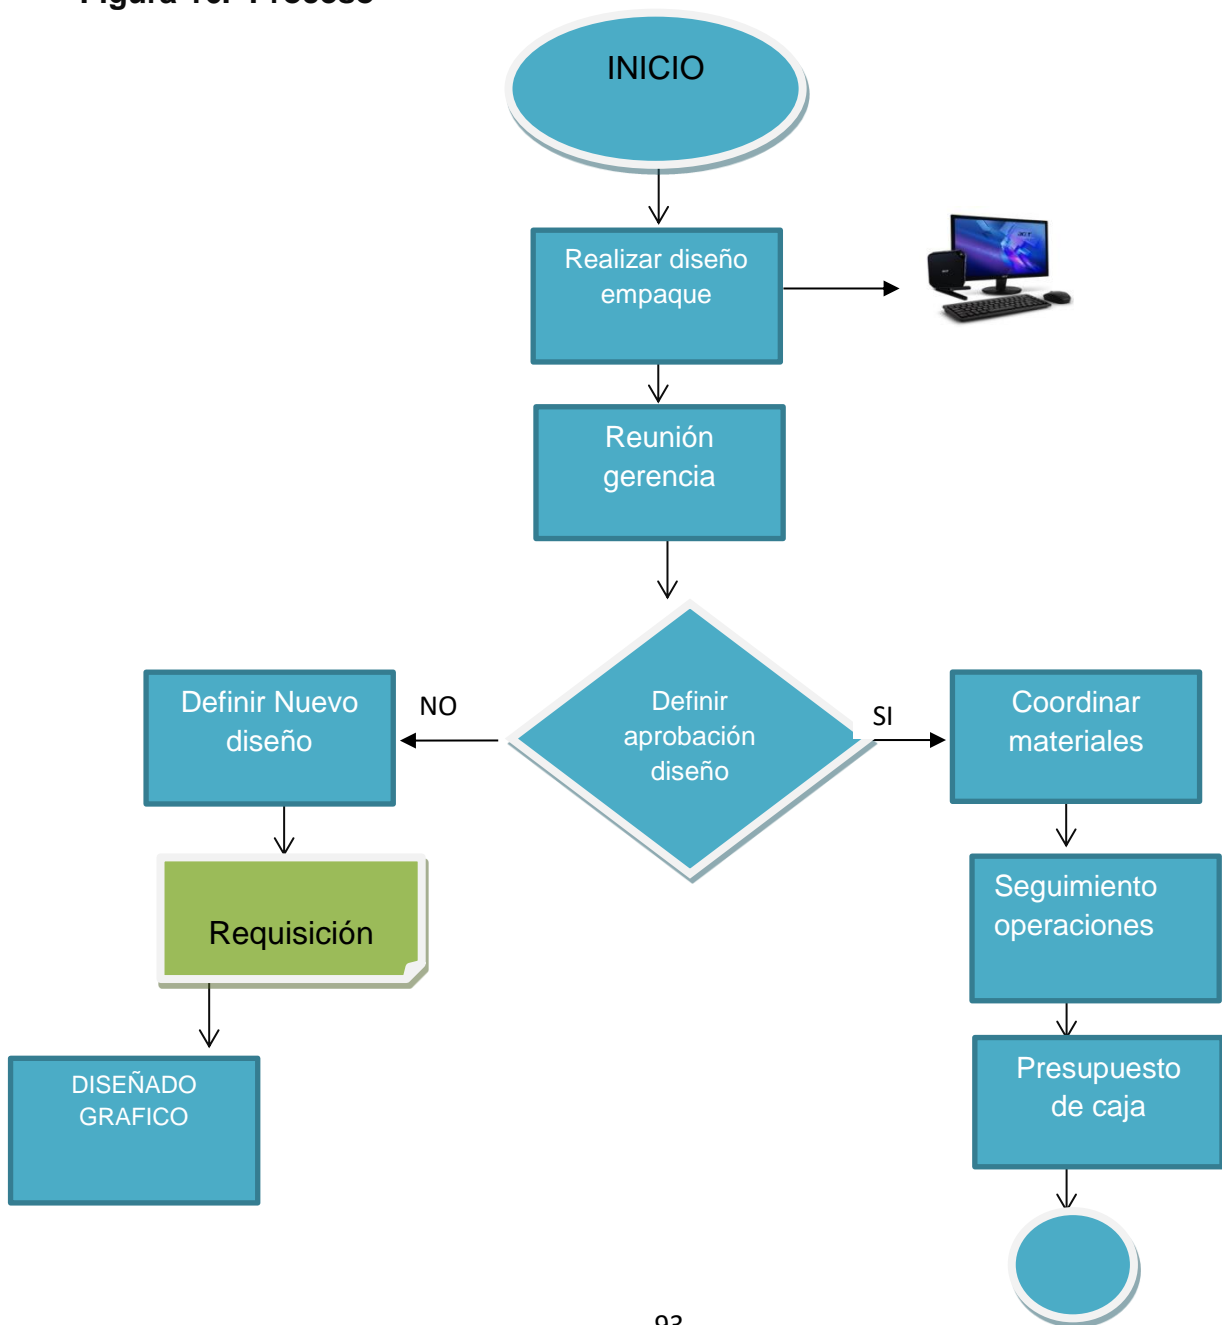 INICIO
Realizar diseño
empaque
Reunión
gerencia
Definir
aprobación
diseño
NO
SI
Definir Nuevo
diseño
Coordinar
materiales
Requisición
Seguimiento
operaciones
DISEÑADO
GRAFICO
Presupuesto
de caja